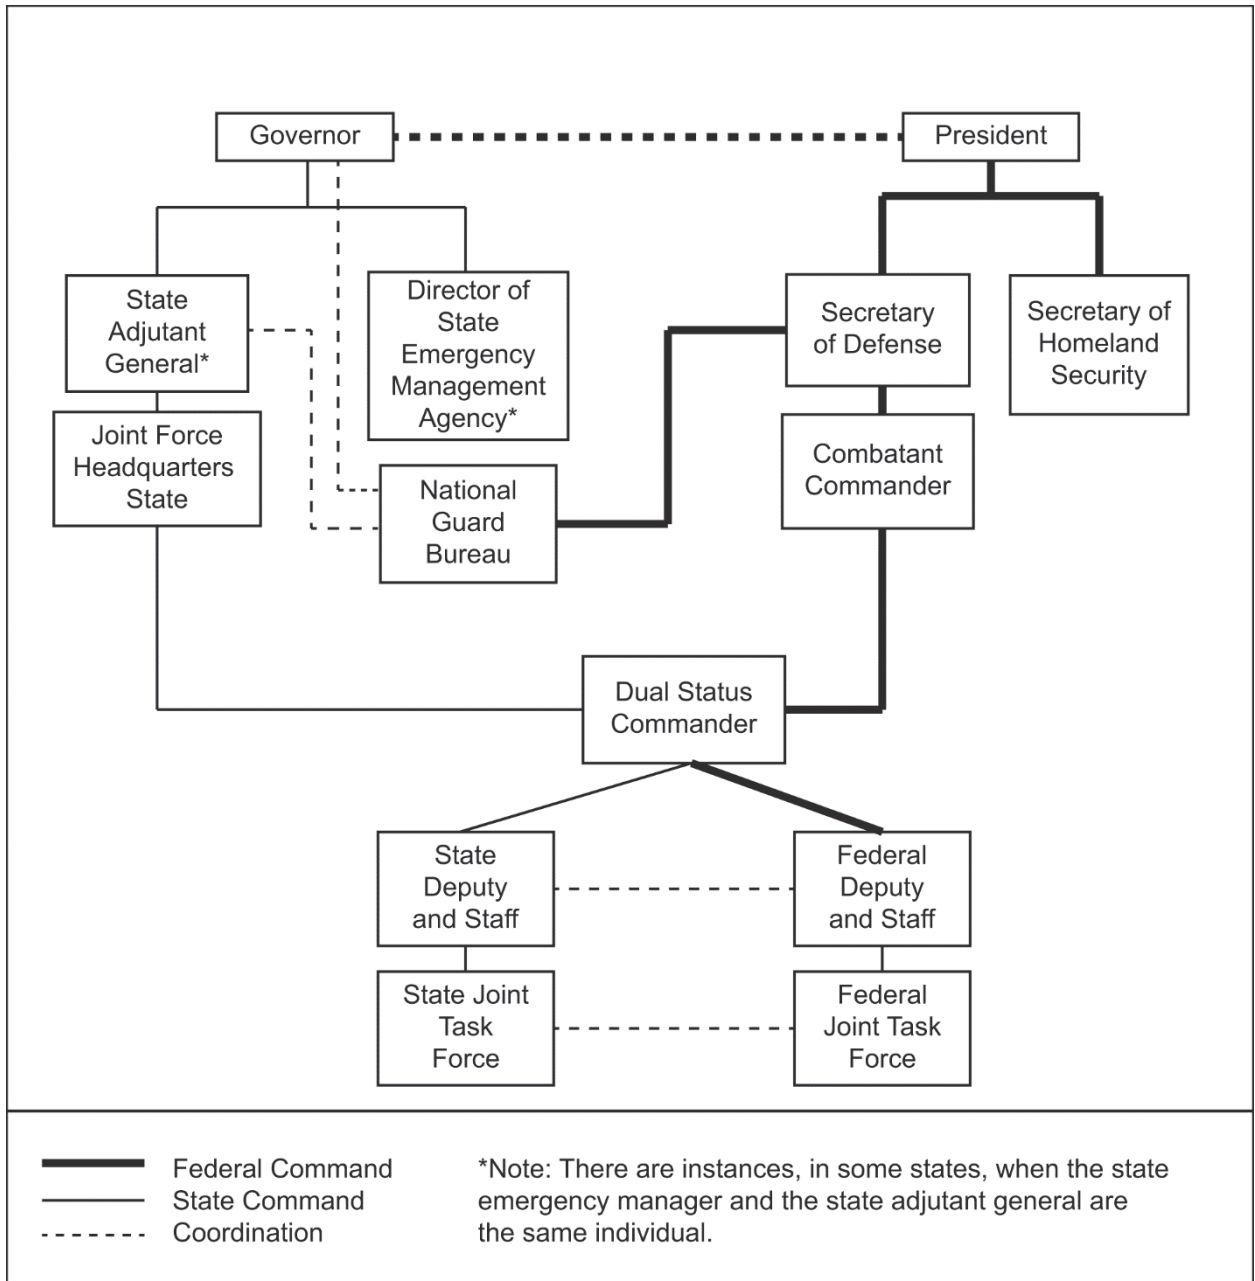 Governor
President
State
Adjutant
General*
Director of
State
Emergency
Management
Agency*
Secretary
of Defense
Secretary of
Homeland
Security
Joint Force
Headquarters
State
National
Guard
Bureau
Combatant
Commander
Dual Status
Commander
State
Deputy
and Staff
Federal
Deputy
and Staff
State Joint
Task
Force
Federal
Joint Task
Force
Federal Command
State Command
Coordination
*Note: There are instances, in some states, when the state
emergency manager and the state adjutant general are
the same individual.